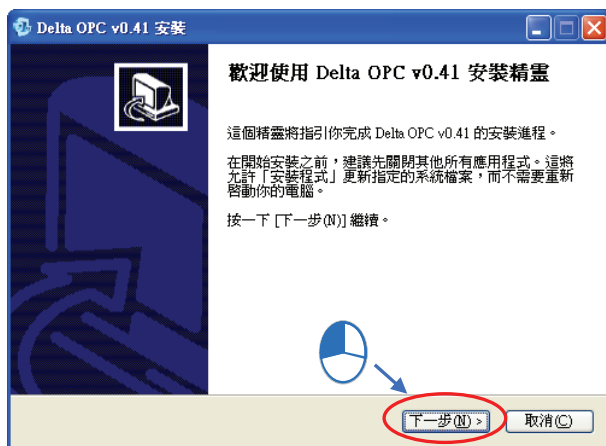 Delta OPC v0.41 安裝
歡迎使用 Delta OPC v0.41 安裝精靈
這個精靈將指引你完成 Delta OPC v0.41 的安裝進程。
在開始安裝之前，建議先關閉其他所有應用程式。這將
允許「安裝程式」更新指定的系統檔案，而不需要重新
啓動你的電腦。
按一下 [下一步(N)] 繼續。
下一步(N) >
取消(C)